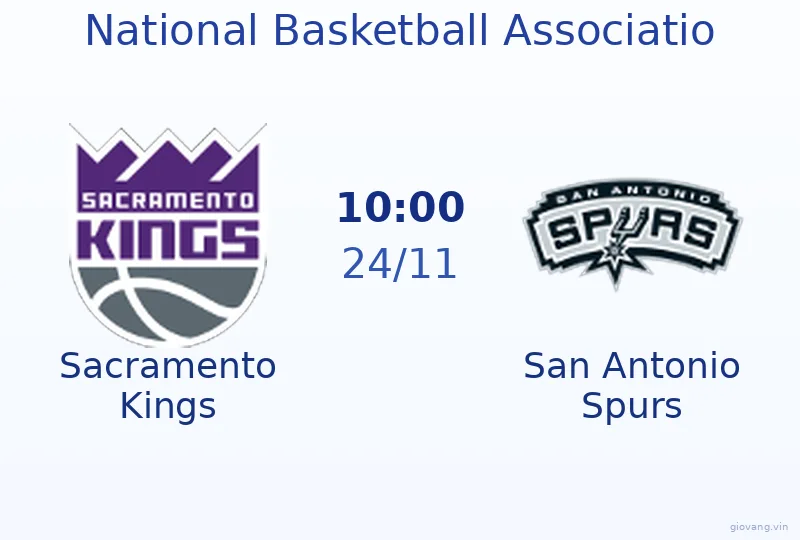 National Basketball Associatio
SACRAMENTO
KINGS
10:00
24/11
SAN ANTONIO
SPURS
Sacramento
Kings
San Antonio
Spurs
giovang.vin